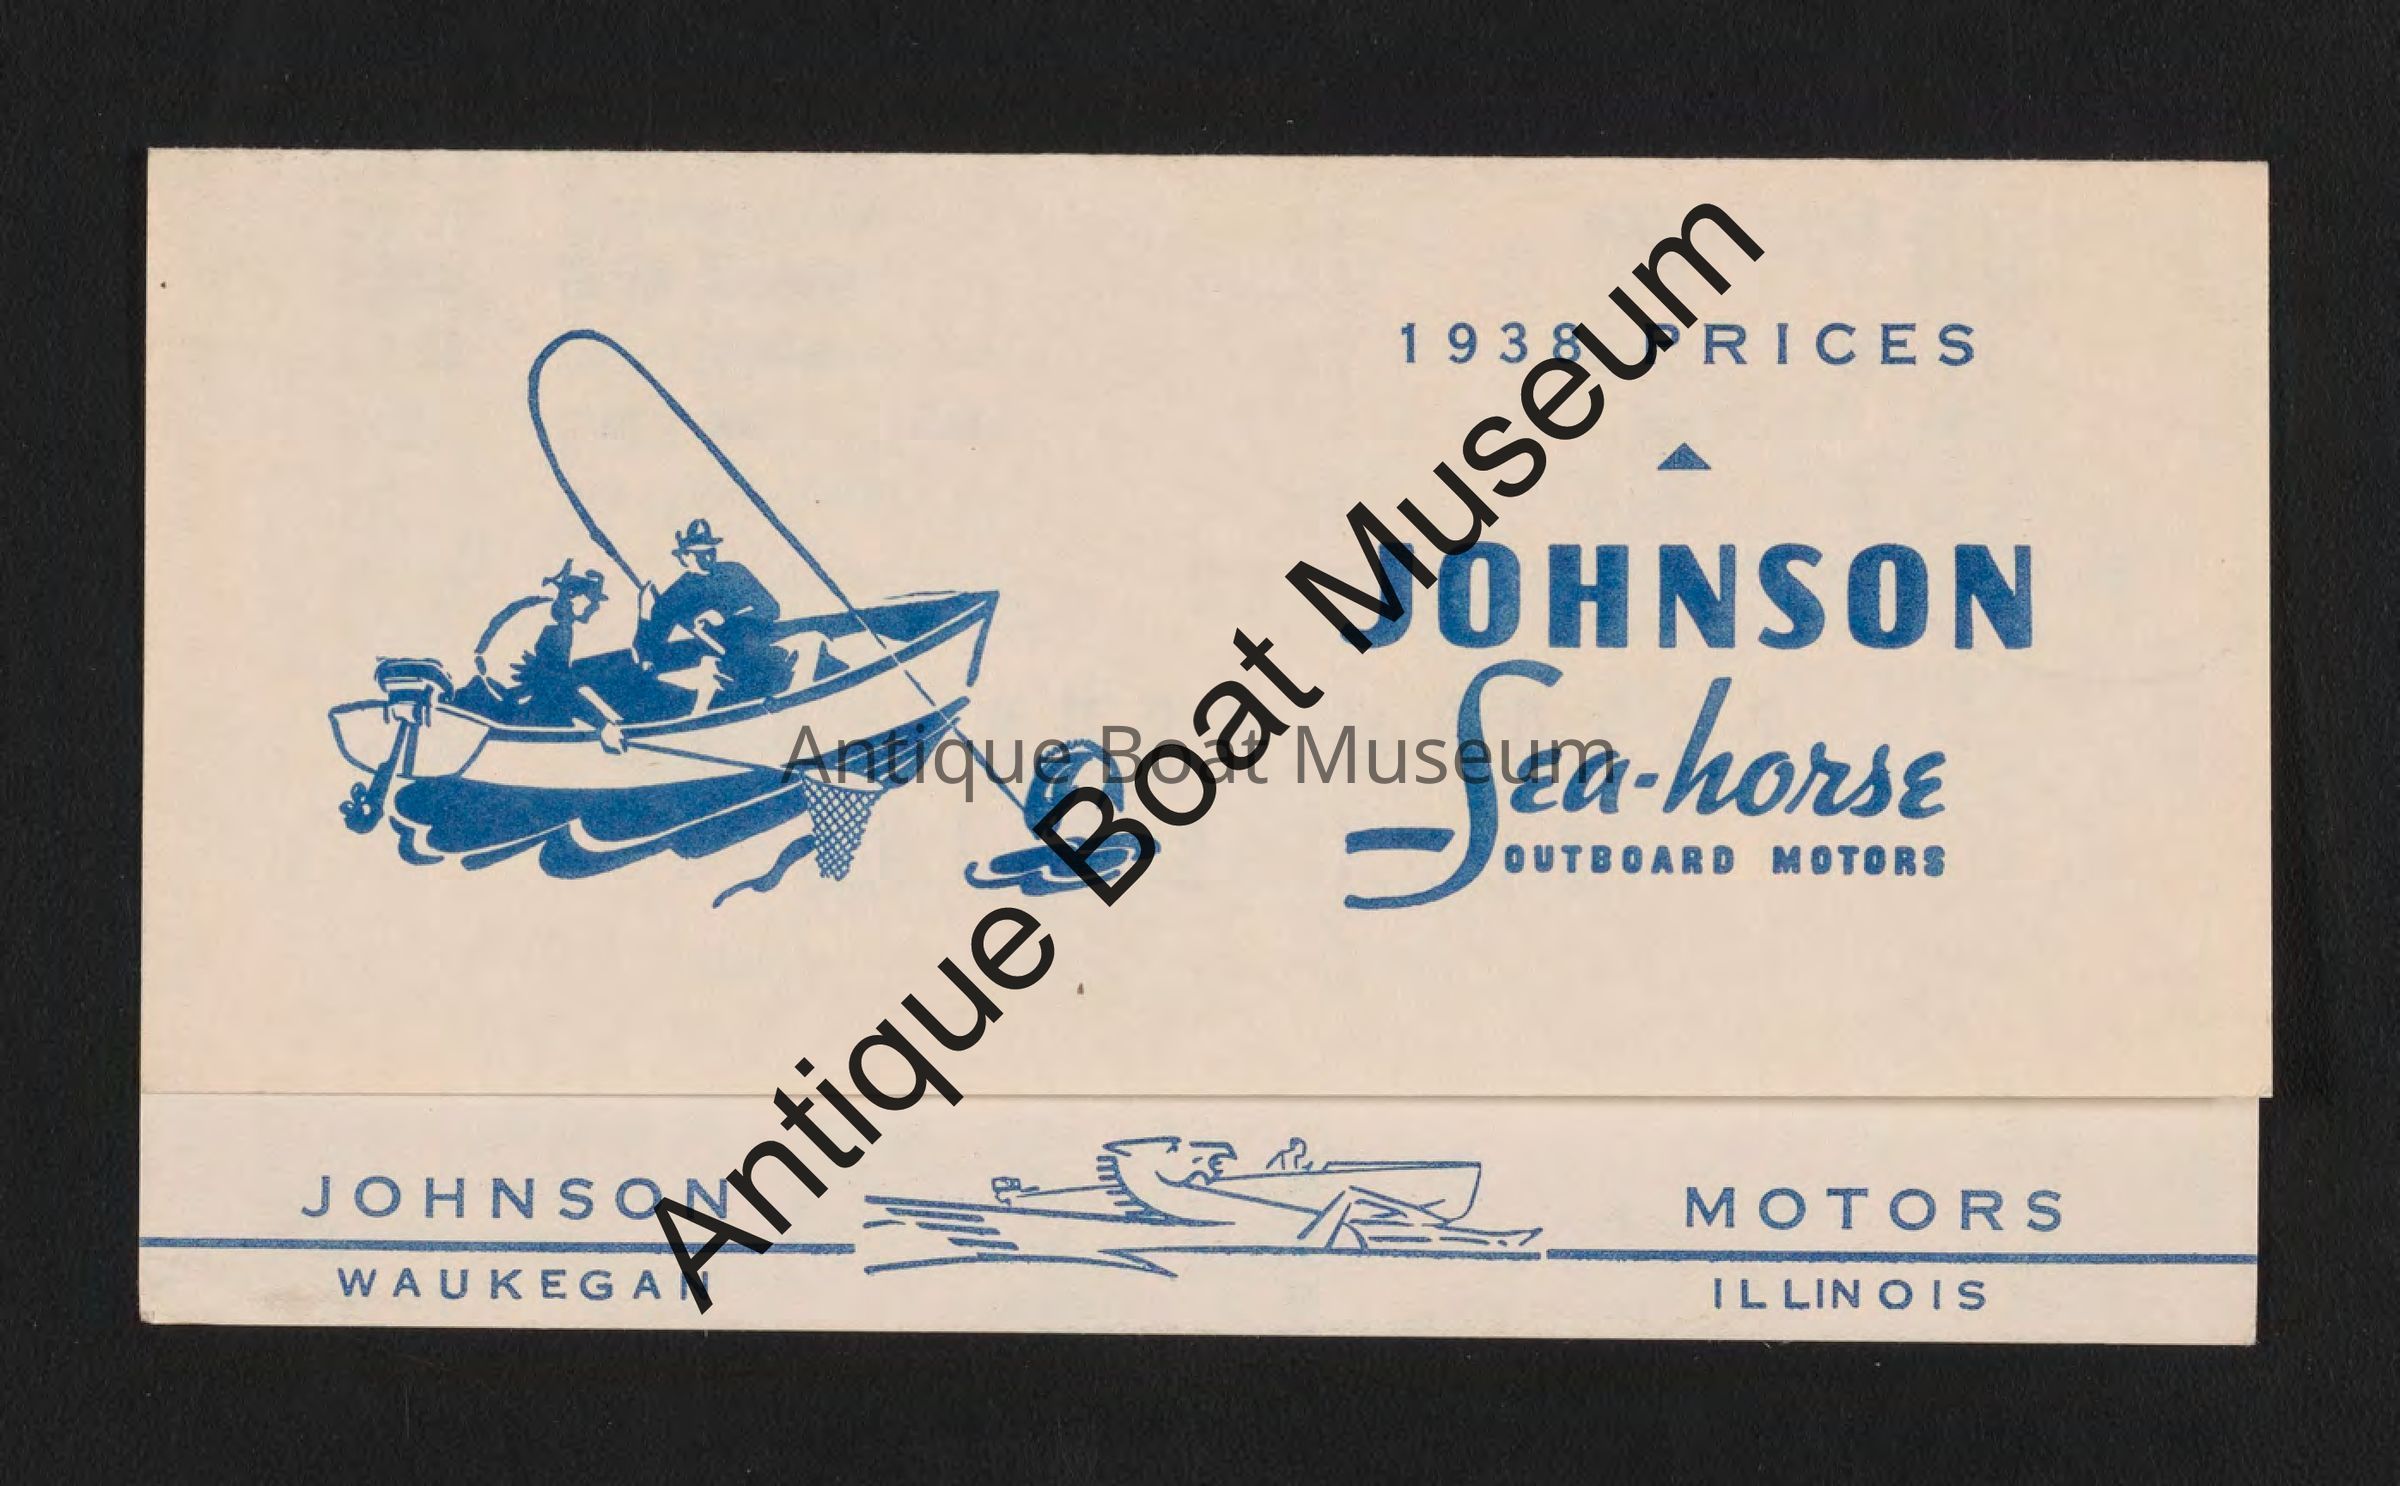 1938 PRICES
JOHNSON
Sea-horse
OUTBOARD MOTORS
Antique Boat Museum
Antique Boat Museum
JOHNSON MOTORS
WAUKEGAN ILLINOIS